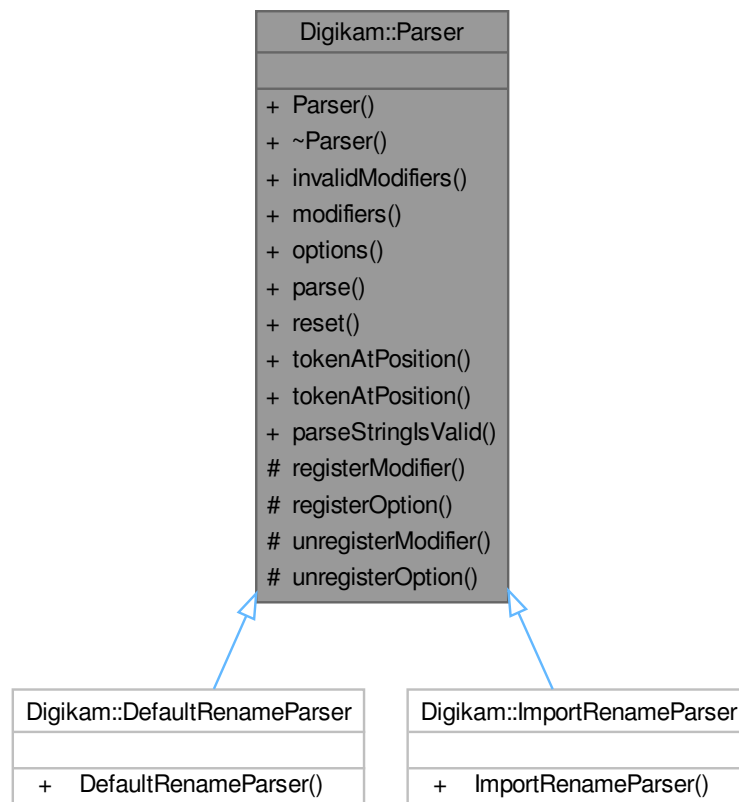 Digikam::Parser
+ Parser()
+ ~Parser()
+ invalidModifiers()
+ modifiers()
+ options()
+ parse()
+ reset()
+ tokenAtPosition()
+ tokenAtPosition()
+ parseStringIsValid()
# registerModifier()
# registerOption()
# unregisterModifier()
# unregisterOption()
Digikam::DefaultRenameParser
+ DefaultRenameParser()
Digikam::ImportRenameParser
+ ImportRenameParser()